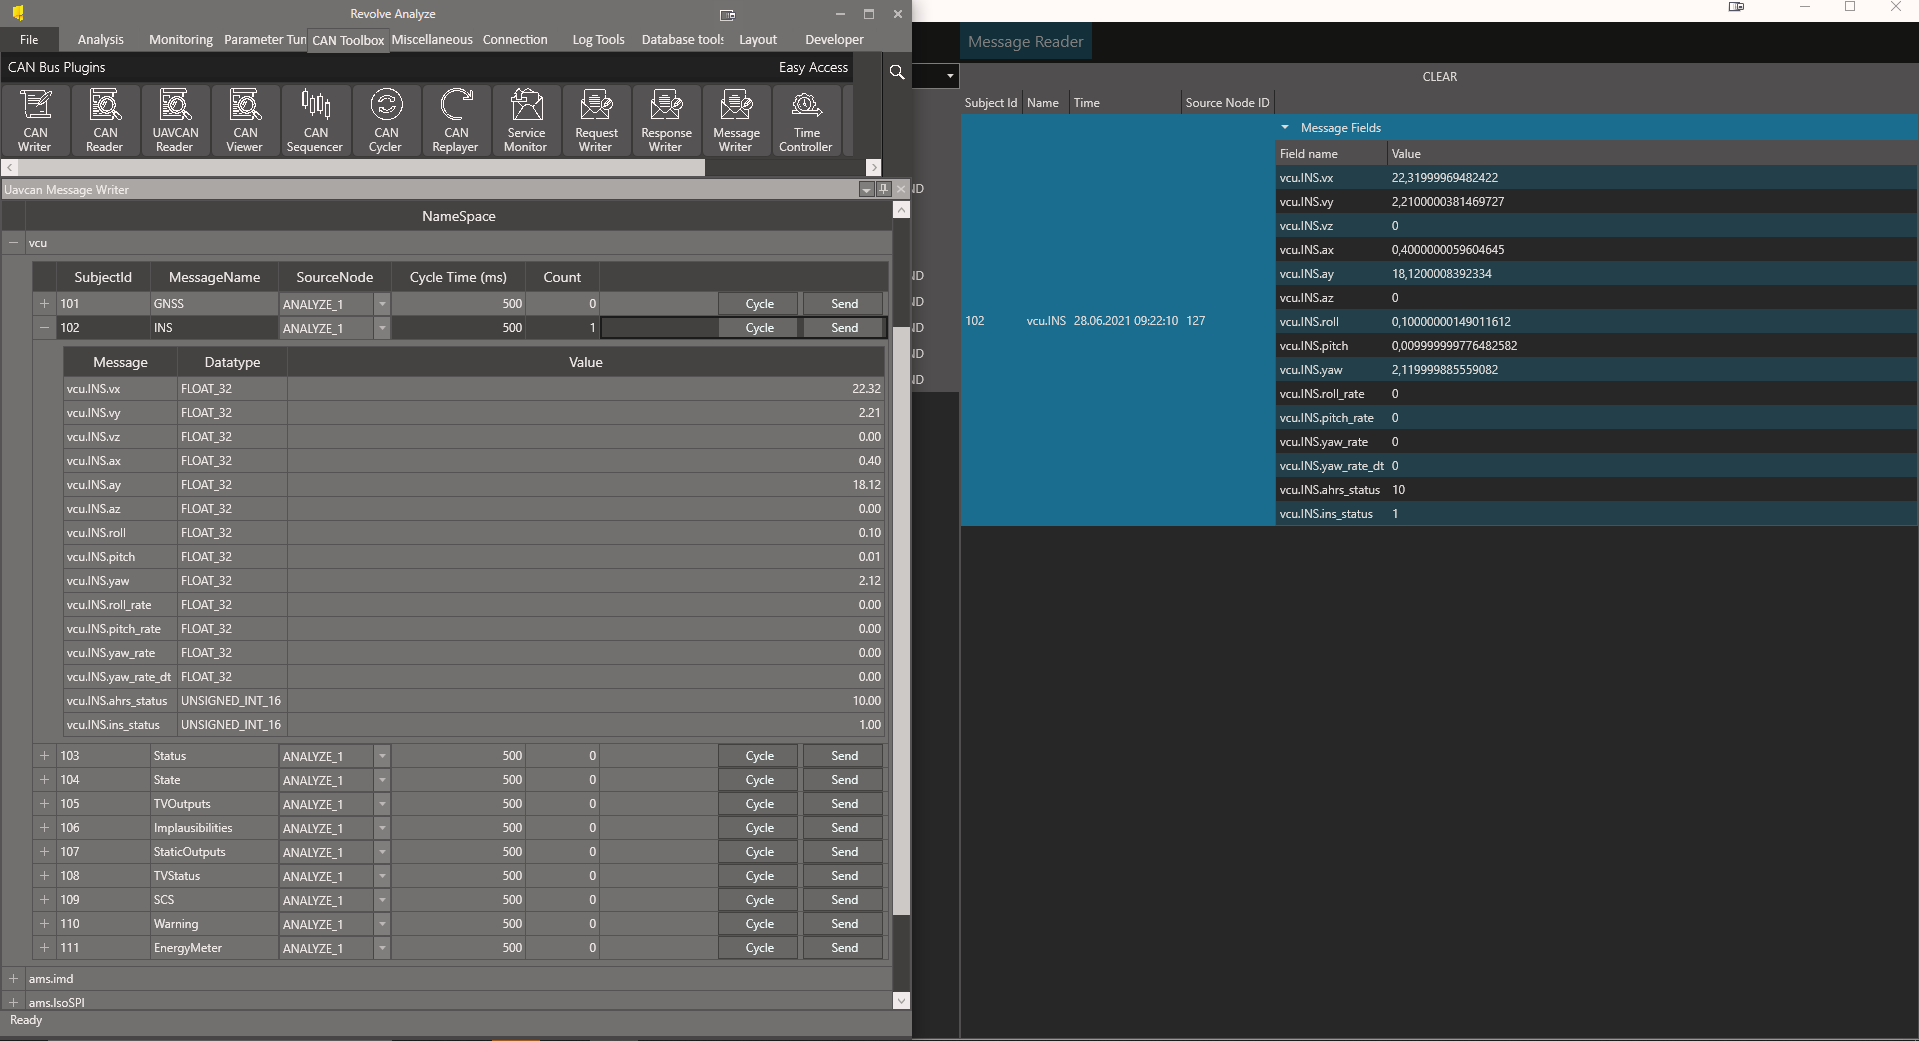 Revolve Analyze
File Analysis Monitoring Parameter Tun CAN Toolbox Miscellaneous Connection Log Tools Database tools Layout Developer
CAN Bus Plugins Easy Access
CAN Writer
CAN Reader
UAVCAN Reader
CAN Viewer
CAN Sequencer
CAN Cycler
CAN Replayer
Service Monitor
Request Writer
Response Writer
Message Writer
Time Controller
Uavcan Message Writer
NameSpace
vcu
SubjectId MessageName SourceNode Cycle Time (ms) Count
101 GNSS ANALYZE_1 500 0 Cycle Send
102 INS ANALYZE_1 500 1 Cycle Send
Message Datatype Value
vcu.INS.vx FLOAT_32 22.32
vcu.INS.vy FLOAT_32 2.21
vcu.INS.vz FLOAT_32 0.00
vcu.INS.ax FLOAT_32 0.40
vcu.INS.ay FLOAT_32 18.12
vcu.INS.az FLOAT_32 0.00
vcu.INS.roll FLOAT_32 0.10
vcu.INS.pitch FLOAT_32 0.01
vcu.INS.yaw FLOAT_32 2.12
vcu.INS.roll_rate FLOAT_32 0.00
vcu.INS.pitch_rate FLOAT_32 0.00
vcu.INS.yaw_rate FLOAT_32 0.00
vcu.INS.yaw_rate_dt FLOAT_32 0.00
vcu.INS.ahrs_status UNSIGNED_INT_16 10.00
vcu.INS.ins_status UNSIGNED_INT_16 1.00
103 Status ANALYZE_1 500 0 Cycle Send
104 State ANALYZE_1 500 0 Cycle Send
105 TVOutputs ANALYZE_1 500 0 Cycle Send
106 Implausibilities ANALYZE_1 500 0 Cycle Send
107 StaticOutputs ANALYZE_1 500 0 Cycle Send
108 TVStatus ANALYZE_1 500 0 Cycle Send
109 SCS ANALYZE_1 500 0 Cycle Send
110 Warning ANALYZE_1 500 0 Cycle Send
111 EnergyMeter ANALYZE_1 500 0 Cycle Send
ams.imd
ams.IsoSPI
Ready
ND
ND
ND
ND
ND
ND
Message Reader
CLEAR
Subject Id Name Time Source Node ID
102 vcu.INS 28.06.2021 09:22:10 127
Message Fields
Field name Value
vcu.INS.vx 22,31999969482422
vcu.INS.vy 2,2100000381469727
vcu.INS.vz 0
vcu.INS.ax 0,4000000059604645
vcu.INS.ay 18,1200008392334
vcu.INS.az 0
vcu.INS.roll 0,10000000149011612
vcu.INS.pitch 0,009999999776482582
vcu.INS.yaw 2,119999885559082
vcu.INS.roll_rate 0
vcu.INS.pitch_rate 0
vcu.INS.yaw_rate 0
vcu.INS.yaw_rate_dt 0
vcu.INS.ahrs_status 10
vcu.INS.ins_status 1